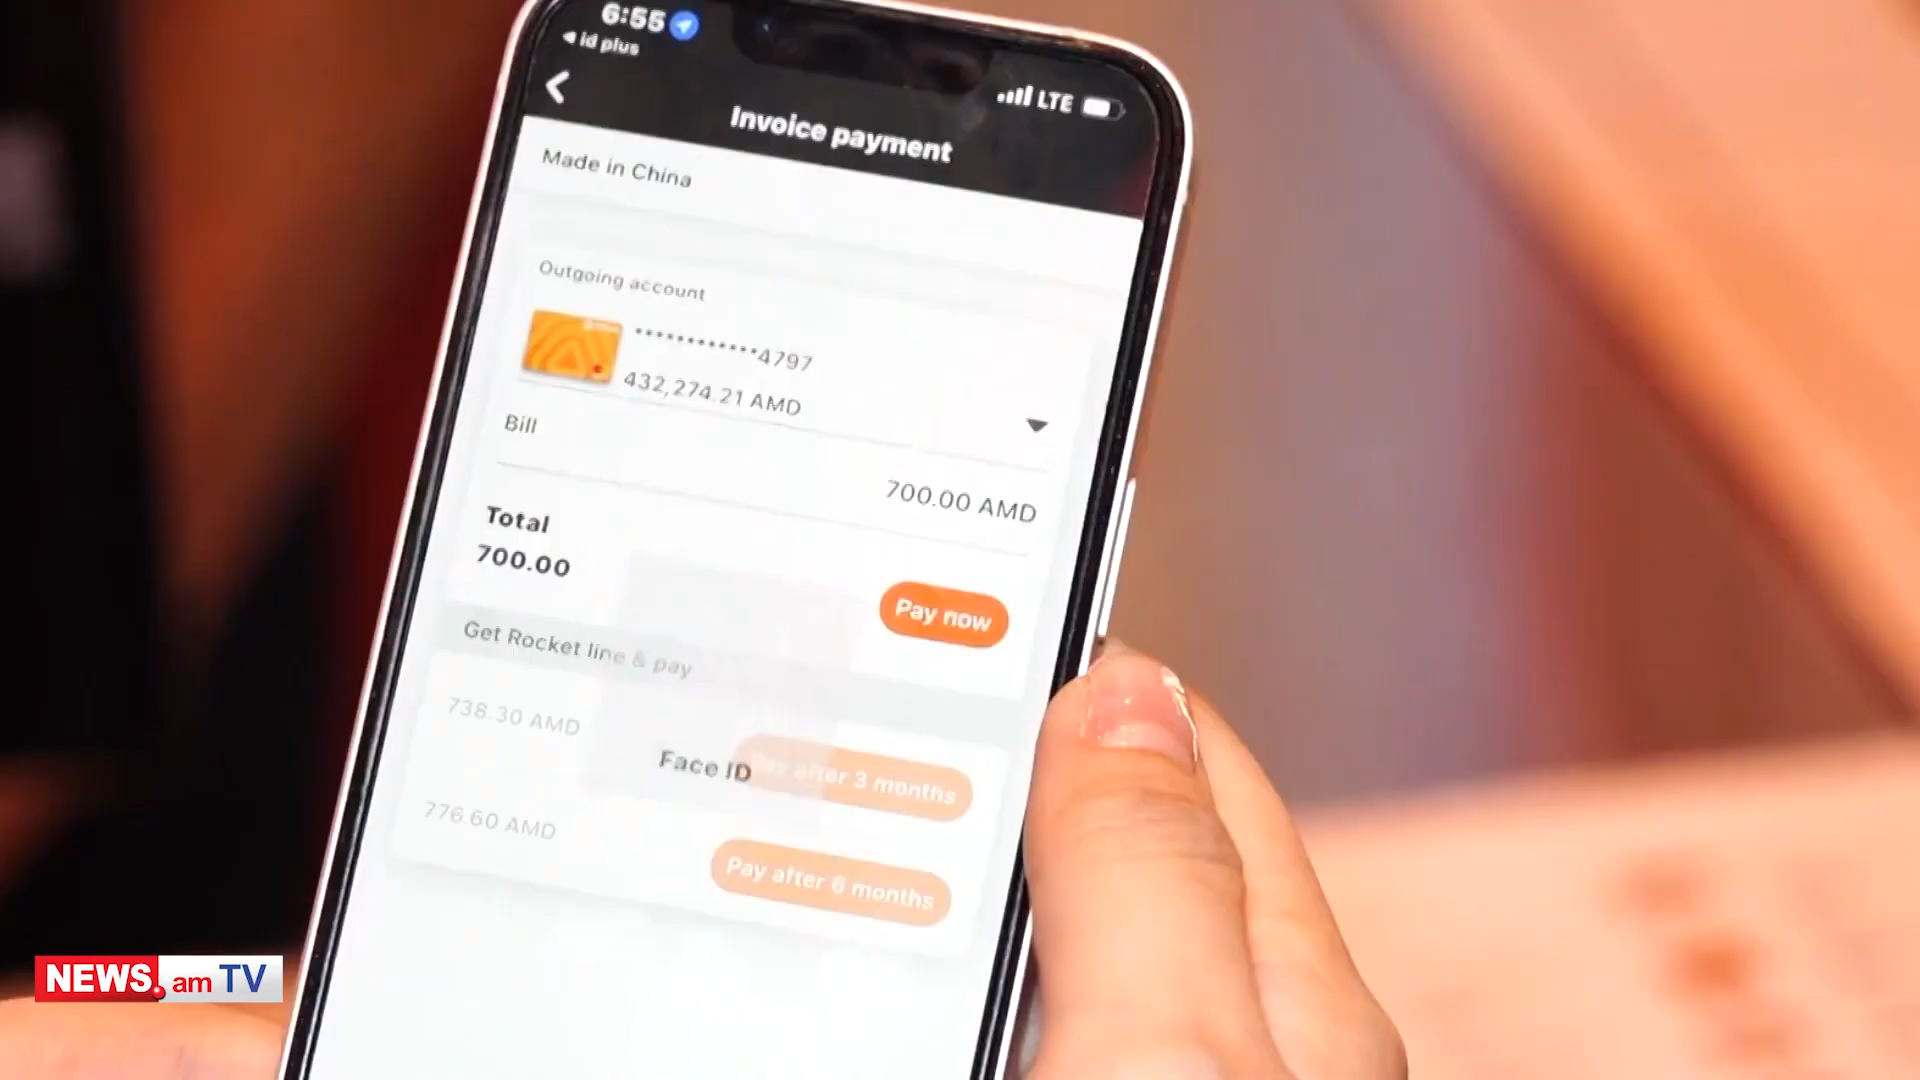 6:55
id plus
LTE
Invoice payment
Made in China
Outgoing account
************4797
432,274.21 AMD
Bill
700.00 AMD
Total
700.00
Pay now
Get Rocket line & pay
738.30 AMD
Pay after 3 months
Face ID
776.60 AMD
Pay after 6 months
NEWS.am TV